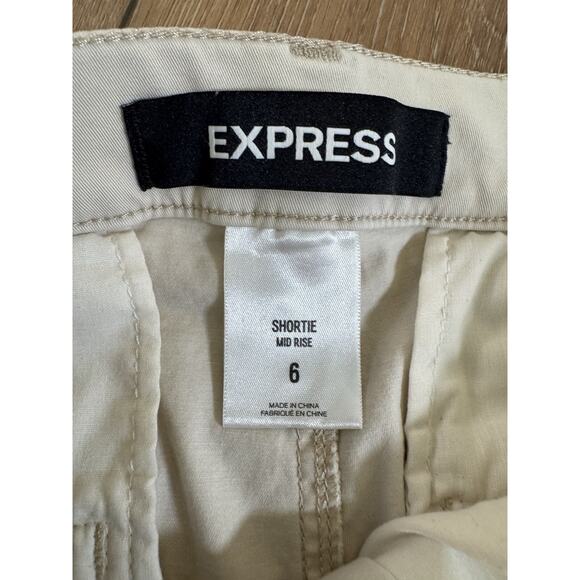 EXPRESS
SHORTIE
MID RISE
6
MADE IN CHINA
FABRIQUÉ EN CHINE